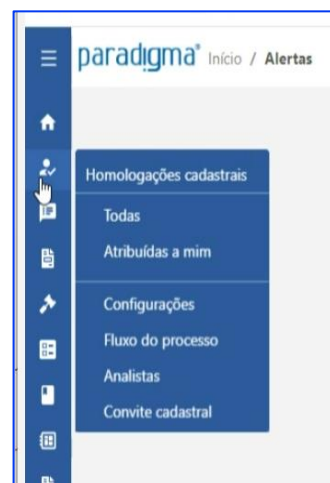 paradigma Início / Alertas
Homologações cadastrais
Todas
Atribuídas a mim
Configurações
Fluxo do processo
Analistas
Convite cadastral